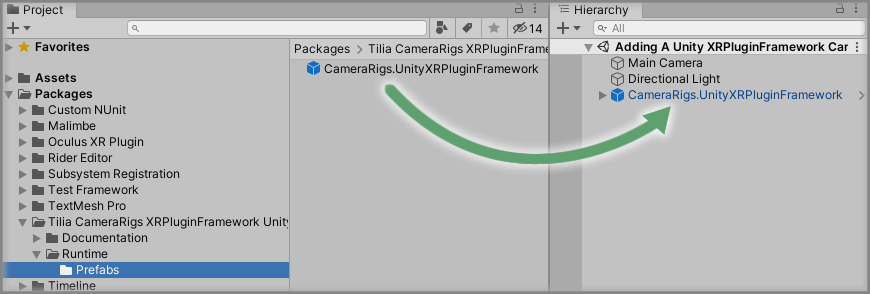 Project
14
Favorites
Assets
Packages
Custom NUnit
Malimbe
Oculus XR Plugin
Rider Editor
Subsystem Registration
Test Framework
TextMesh Pro
Tilia CameraRigs XRPluginFramework Unity
Documentation
Runtime
Prefabs
Timeline
Packages > Tilia CameraRigs XRPluginFrame
CameraRigs.UnityXRPluginFramework
Hierarchy
All
Adding A Unity XRPluginFramework Car
Main Camera
Directional Light
CameraRigs.UnityXRPluginFramework